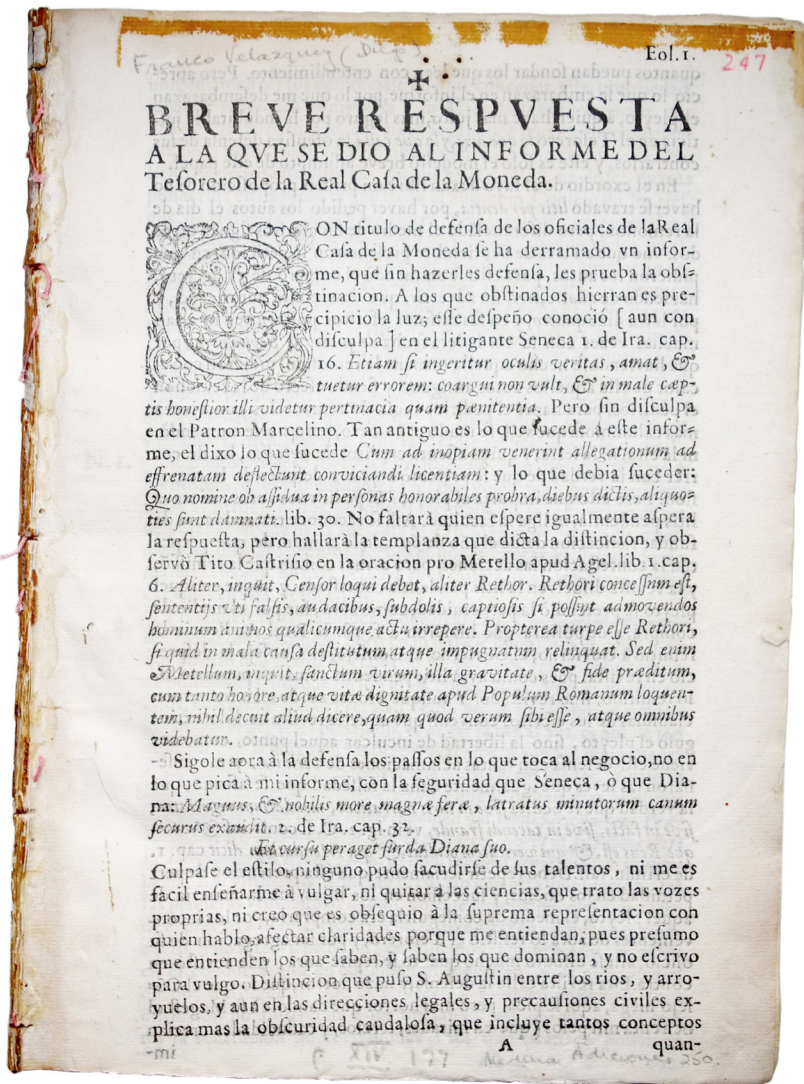 Franco Velazquez (Diego)
Eol.1.
247
BREVE RESPVESTA
A LA QVE SE DIO AL INFORME DEL
Teſorero de la Real Caſa de la Moneda.
CON titulo de defenſa de los oficiales de la Real
Caſa de la Moneda ſe ha derramado vn infor-
me, que ſin hazerles defenſa, les prueba la obſ-
tinacion. A los que obſtinados hierran es pre-
cipicio la luz; eſſe deſpeño conoció [ aun con
diſculpa ] en el litigante Seneca 1. de Ira. cap.
16. Etiam ſi ingeritur oculis veritas, amat, &
tuetur errorem: coargui non vult, & in male cæp-
tis honeſtior illi videtur pertinacia quam pænitentia. Pero ſin diſculpa
en el Patron Marcelino. Tan antiguo es lo que ſucede à eſte infor-
me, el dixo lo que ſucede Cum ad inopiam venerint allegationum ad
effrenatam deflectunt conviciandi licentiam: y lo que debia ſuceder:
Quo nomine ob aſſidua in perſonas honorabiles probra, diebus dictis, aliquo-
ties ſunt damnati. lib. 30. No faltarà quien eſpere igualmente aſpera
la reſpueſta, pero hallarà la templanza que dicta la diſtincion, y ob-
ſervò Tito Caſtriſio en la oracion pro Metello apud Agel. lib 1. cap.
6. Aliter, inquit, Cenſor loqui debet, aliter Rethor. Rethori conceſſum eſt,
ſententijs vti falſis, audacibus, ſubdolis, captioſis ſi poſſint admovendos
hominum animos qualicumque actu irrepere. Propterea turpe eſſe Rethori,
ſi quid in mala cauſa deſtitutum atque impugnatum relinquat. Sed enim
Metellum, inquit, ſanctum virum, illa gravitate, & fide præditum,
cum tanto honore, atque vitæ dignitate apud Populum Romanum loquen-
tem, nihil decuit aliud dicere, quam quod verum ſibi eſſe, atque omnibus
videbatur.
Sigole aora à la defenſa los paſſos en lo que toca al negocio, no en
lo que pica à mi informe, con la ſeguridad que Seneca, ò que Dia-
na: Magnus, & nobilis more magnæ feræ, latratus minutorum canum
ſecurus exaudit. 2. de Ira. cap. 32.
Et curſu peraget ſurda Diana ſuo.
Culpaſe el eſtilo, ninguno pudo ſacudirſe de ſus talentos, ni me es
facil enſeñarme à vulgar, ni quitar à las ciencias, que trato las vozes
proprias, ni creo que es obſequio à la ſuprema repreſentacion con
quien hablo, afectar claridades porque me entiendan, pues preſumo
que entienden los que ſaben, y ſaben los que dominan, y no eſcrivo
para vulgo. Diſtincion que puſo S. Auguſtin entre los rios, y arro-
yuelos, y aun en las direcciones legales, y precauſiones civiles ex-
plica mas la obſcuridad caudaloſa, que incluye tantos conceptos
A quan-
XIV 177 Medina Adiciones 250.